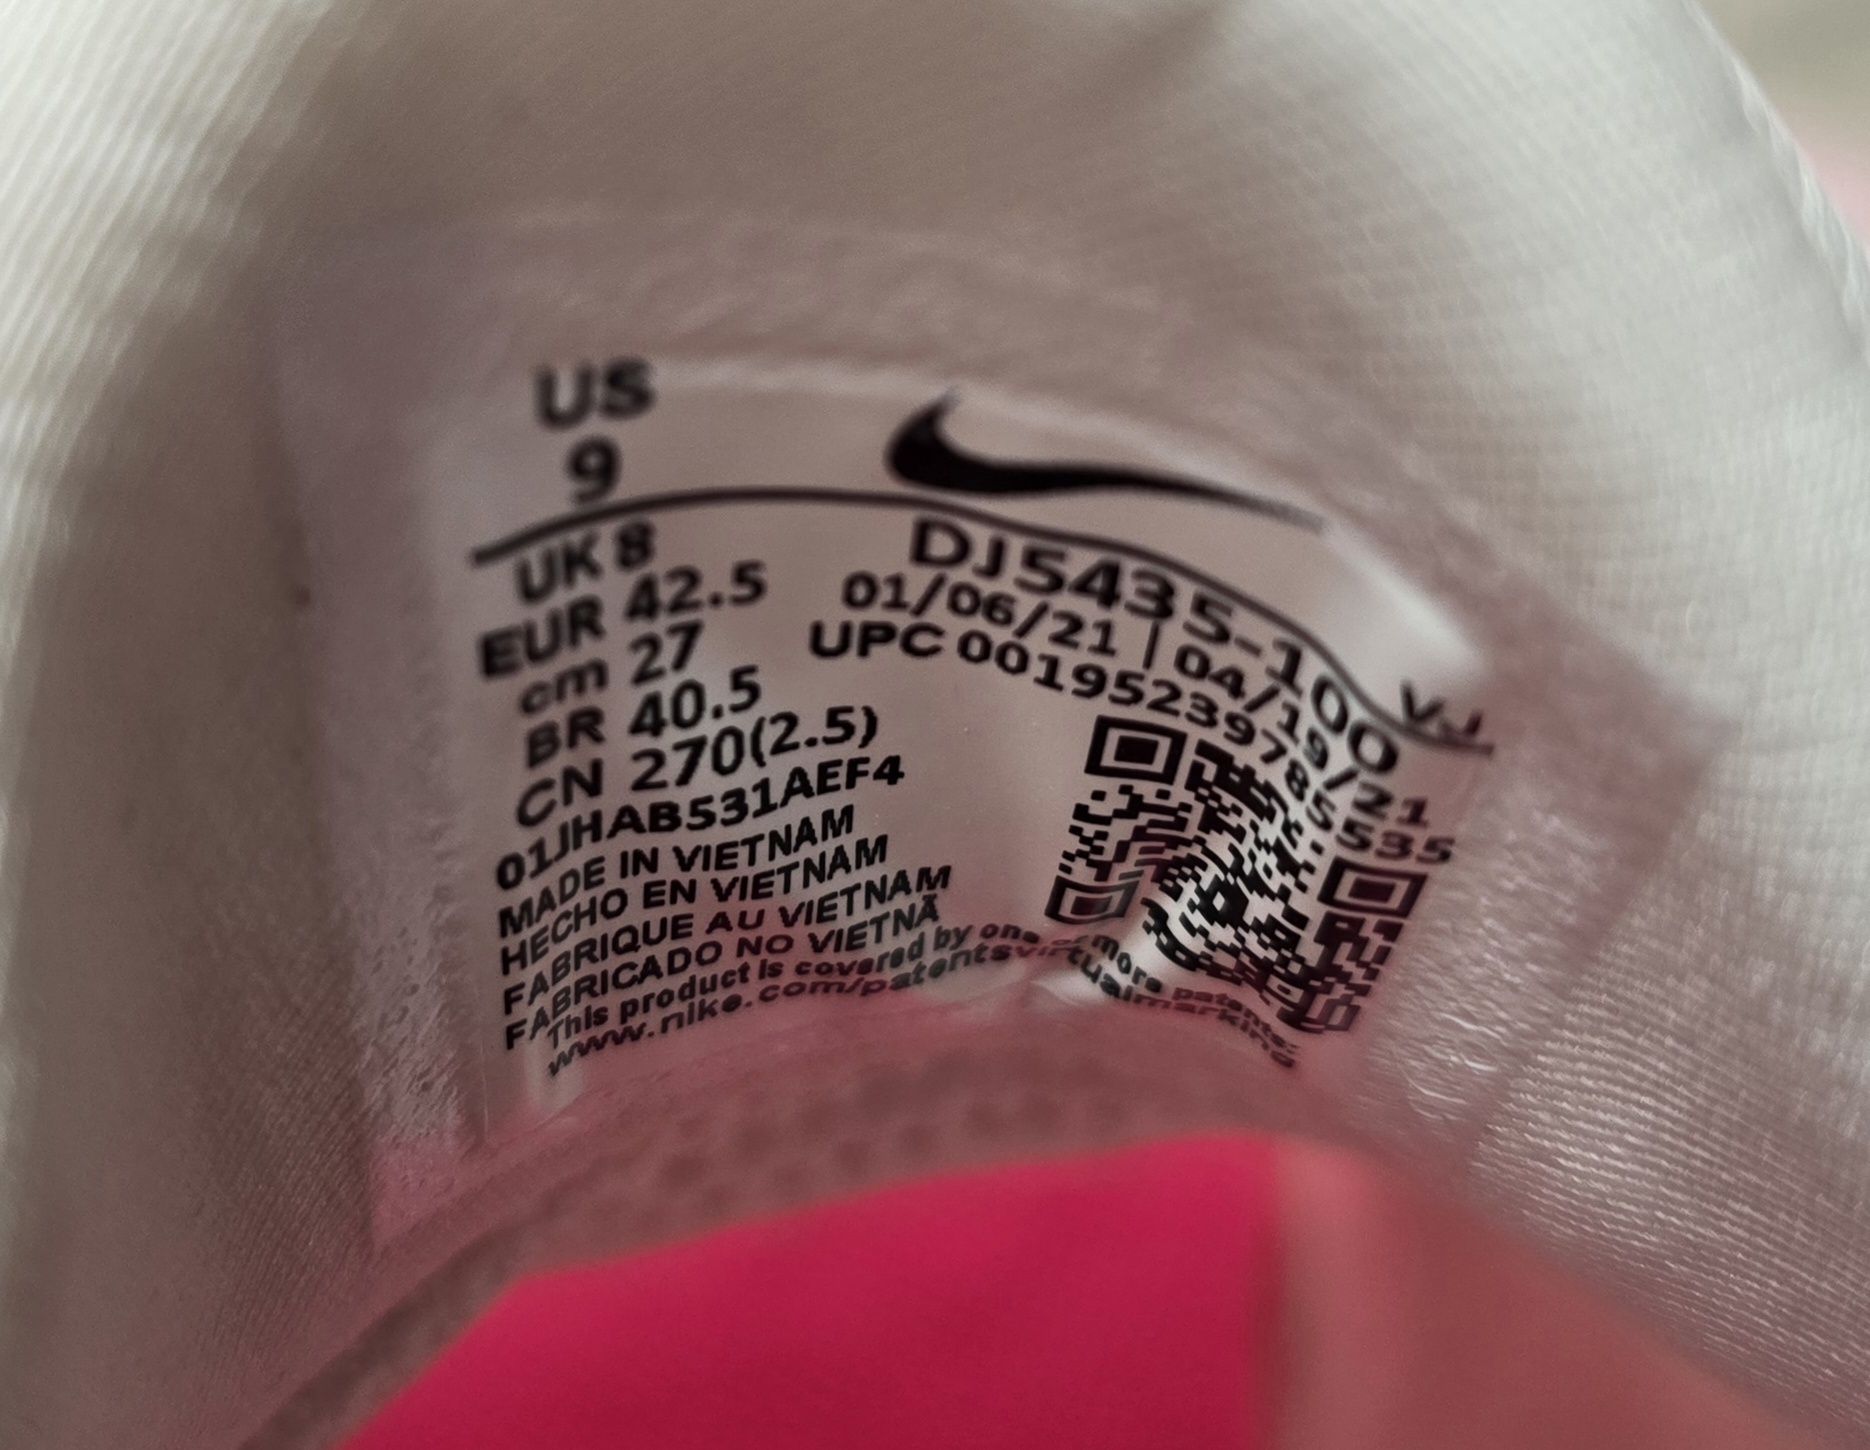 US
9
UK 8
EUR 42.5
cm 27
BR 40.5
CN 270(2.5)
01JHAB531AEF4
MADE IN VIETNAM
HECHO EN VIETNAM
FABRIQUE AU VIETNAM
FABRICADO NO VIETNÃ
This product is covered by one or more patents:
www.nike.com/patentsvirtualmarking
DJ5435-100
01/06/21 | 04/19/21
UPC 00195239785535
VJ